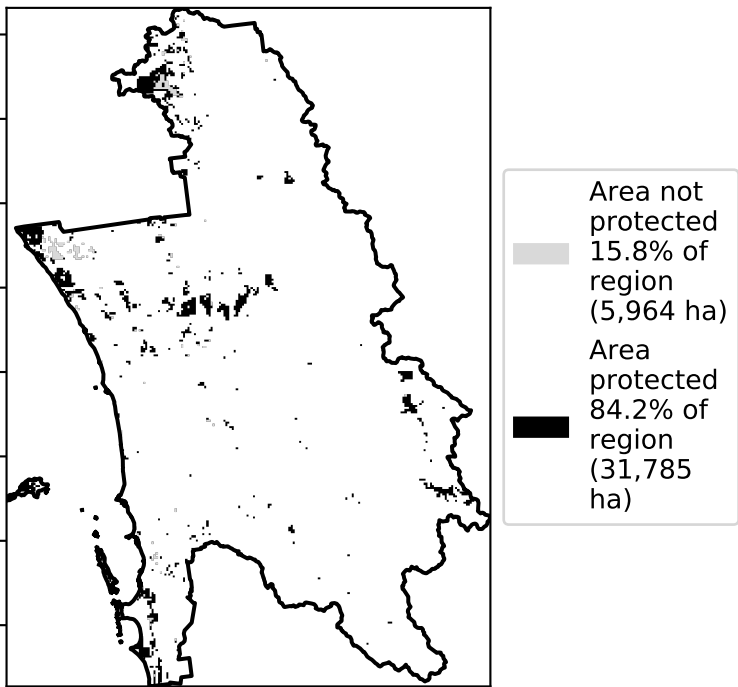 Area not
protected
15.8% of
region
(5,964 ha)
Area
protected
84.2% of
region
(31,785
ha)